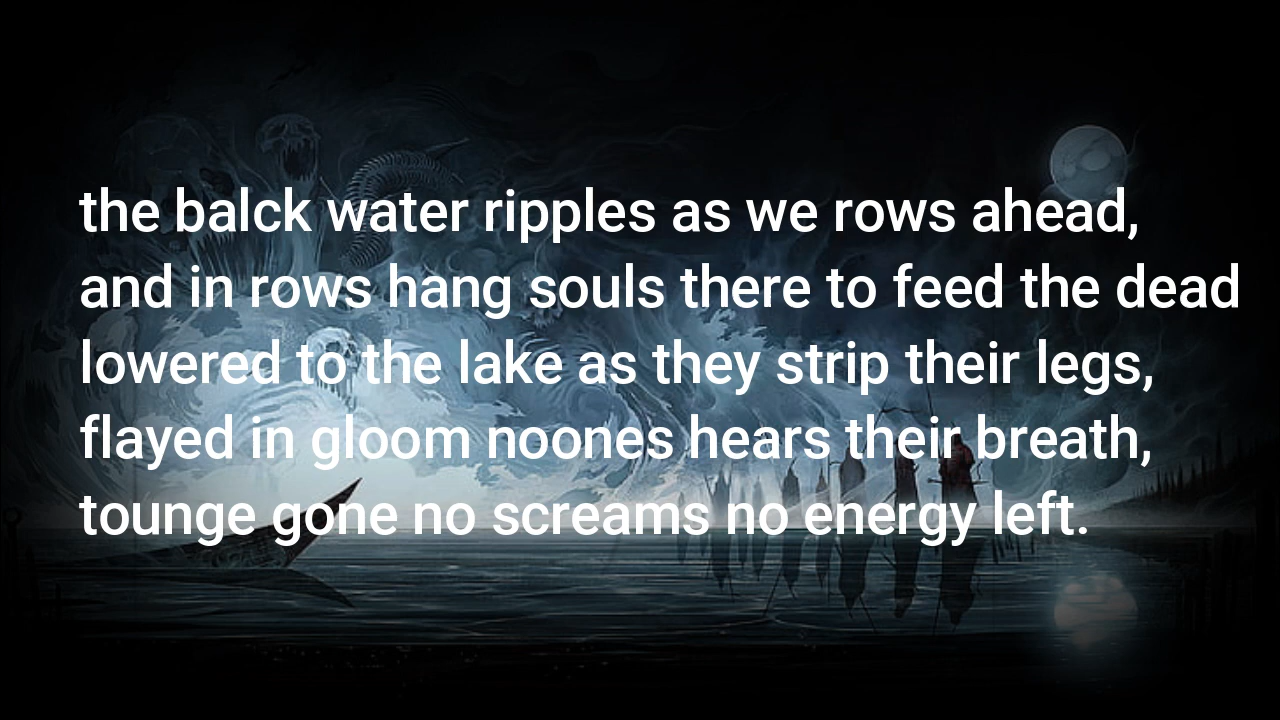 the balck water ripples as we rows ahead,
and in rows hang souls there to feed the dead
lowered to the lake as they strip their legs,
flayed in gloom noones hears their breath,
tounge gone no screams no energy left.